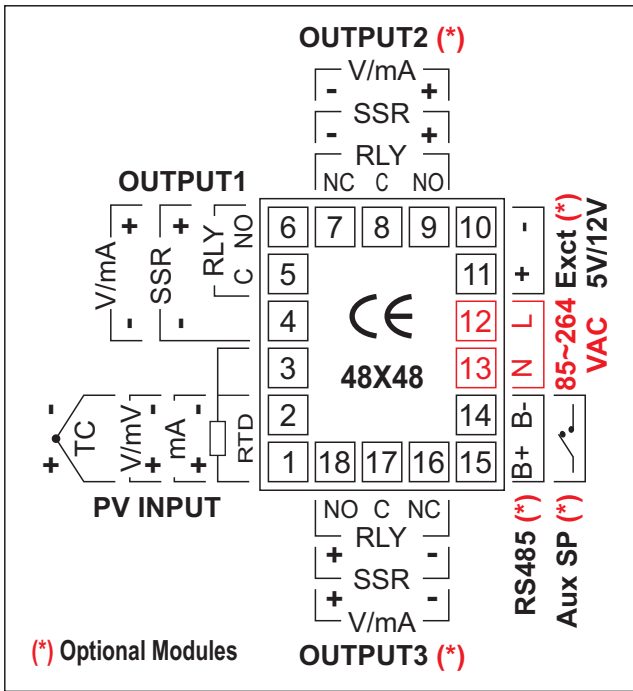 OUTPUT2 (*)
V/mA
- +
SSR
- +
RLY
NC C NO
OUTPUT1
V/mA
+ -
SSR
+ -
RLY
C NO
6 7 8 9 10
5 11
4 12
3 13
2 14
1 18 17 16 15
CE
48X48
- +
Exct (*)
5V/12V
N L
85~264
VAC
B+ B-
RS485 (*)
Aux SP (*)
- +
TC
- +
V/mV
- +
mA
RTD
PV INPUT
NO C NC
RLY
+ -
SSR
+ -
V/mA
OUTPUT3 (*)
(*) Optional Modules